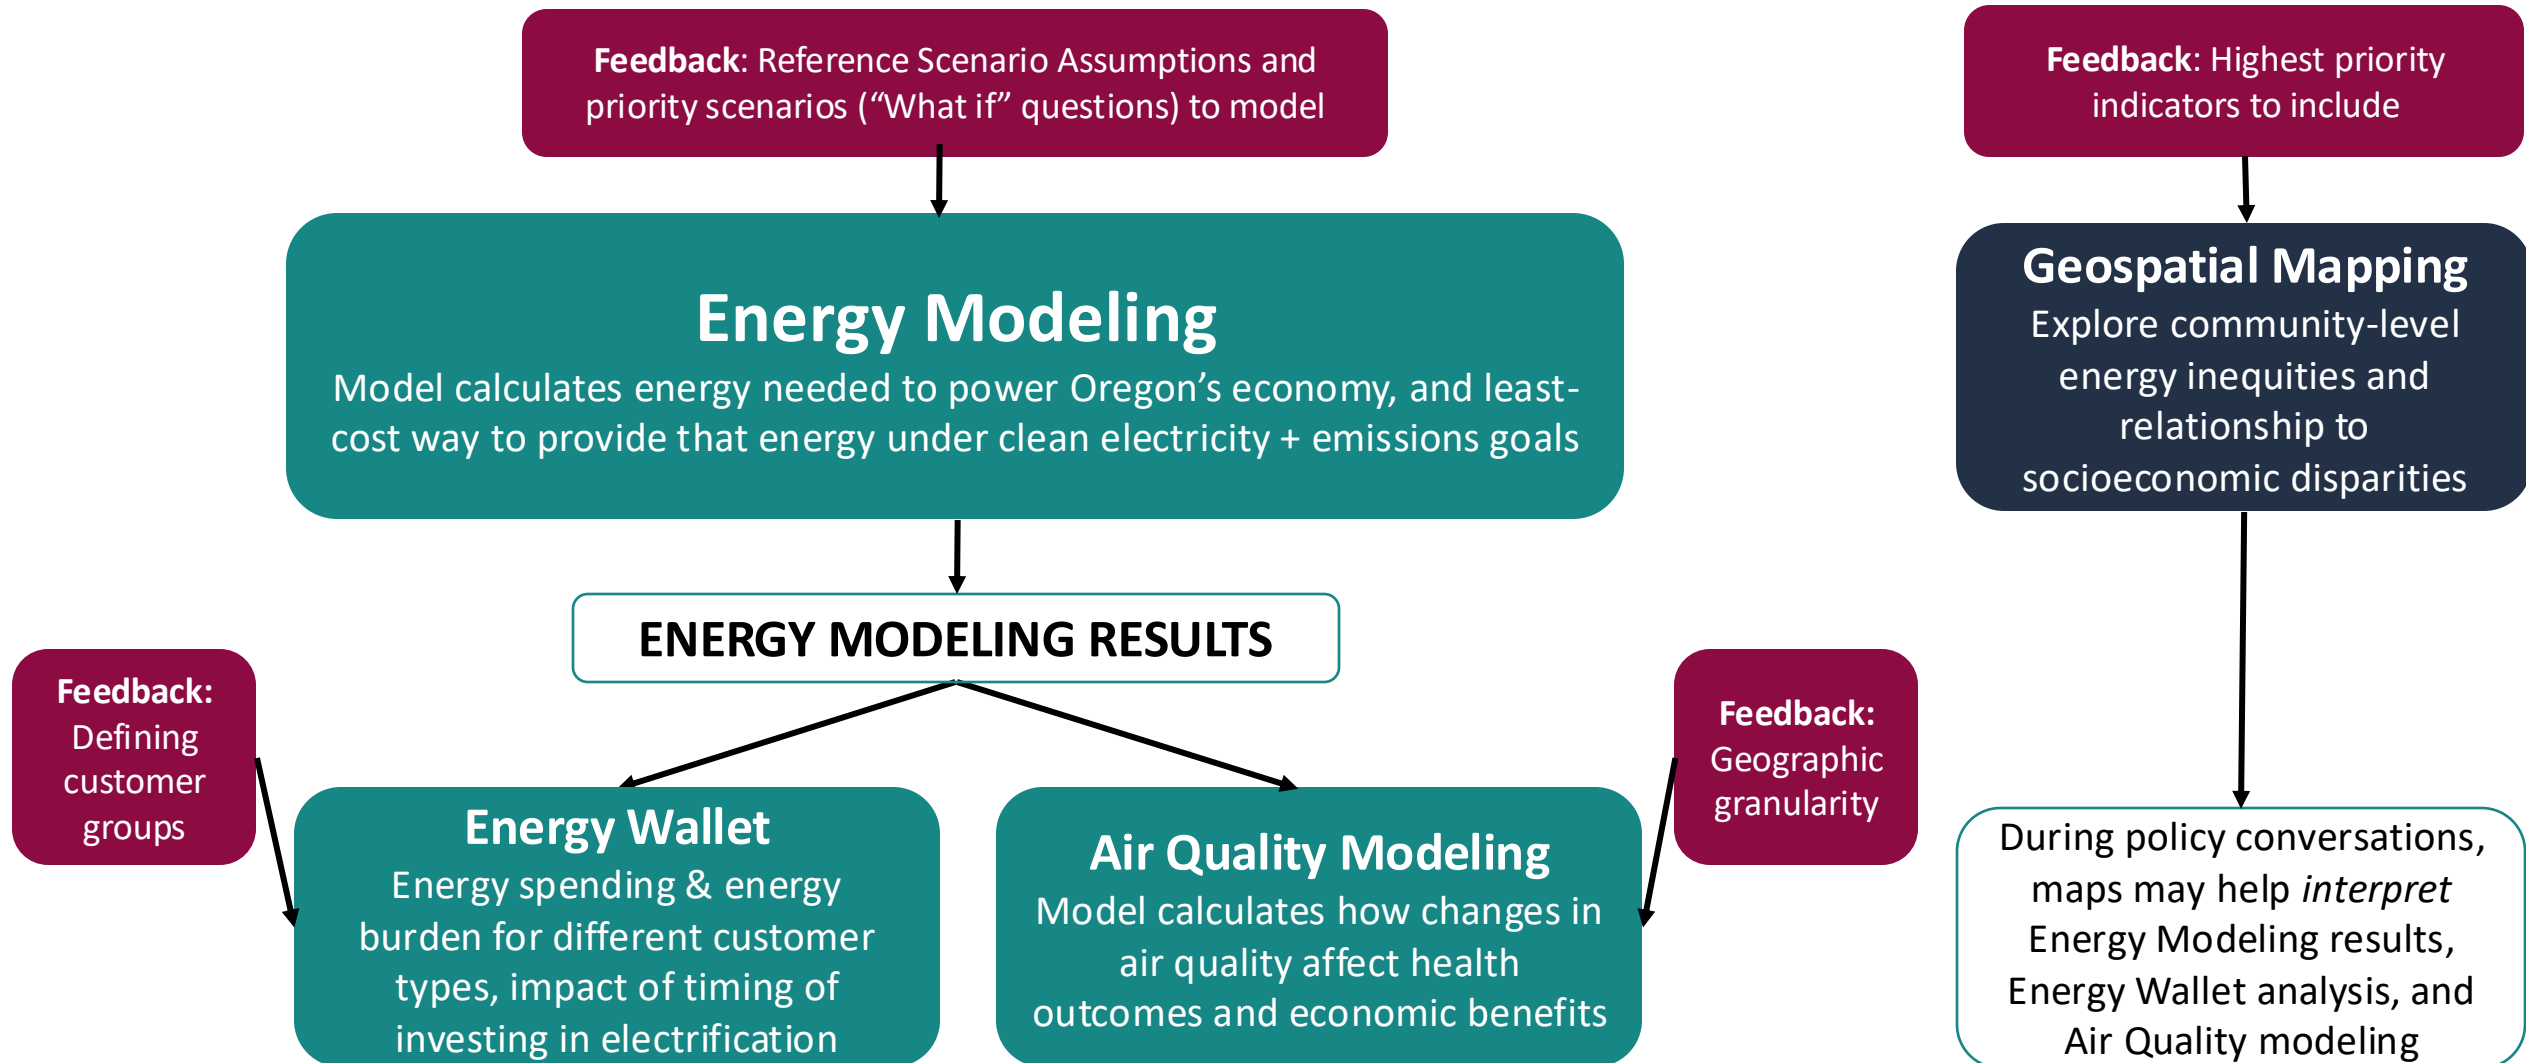 Feedback: Reference Scenario Assumptions and
priority scenarios (“What if” questions) to model
Feedback: Highest priority
indicators to include
Energy Modeling
Model calculates energy needed to power Oregon’s economy, and least-
cost way to provide that energy under clean electricity + emissions goals
Geospatial Mapping
Explore community-level
energy inequities and
relationship to
socioeconomic disparities
ENERGY MODELING RESULTS
Feedback:
Defining
customer
groups
Feedback:
Geographic
granularity
Energy Wallet
Energy spending & energy
burden for different customer
types, impact of timing of
investing in electrification
Air Quality Modeling
Model calculates how changes in
air quality affect health
outcomes and economic benefits
During policy conversations,
maps may help interpret
Energy Modeling results,
Energy Wallet analysis, and
Air Quality modeling